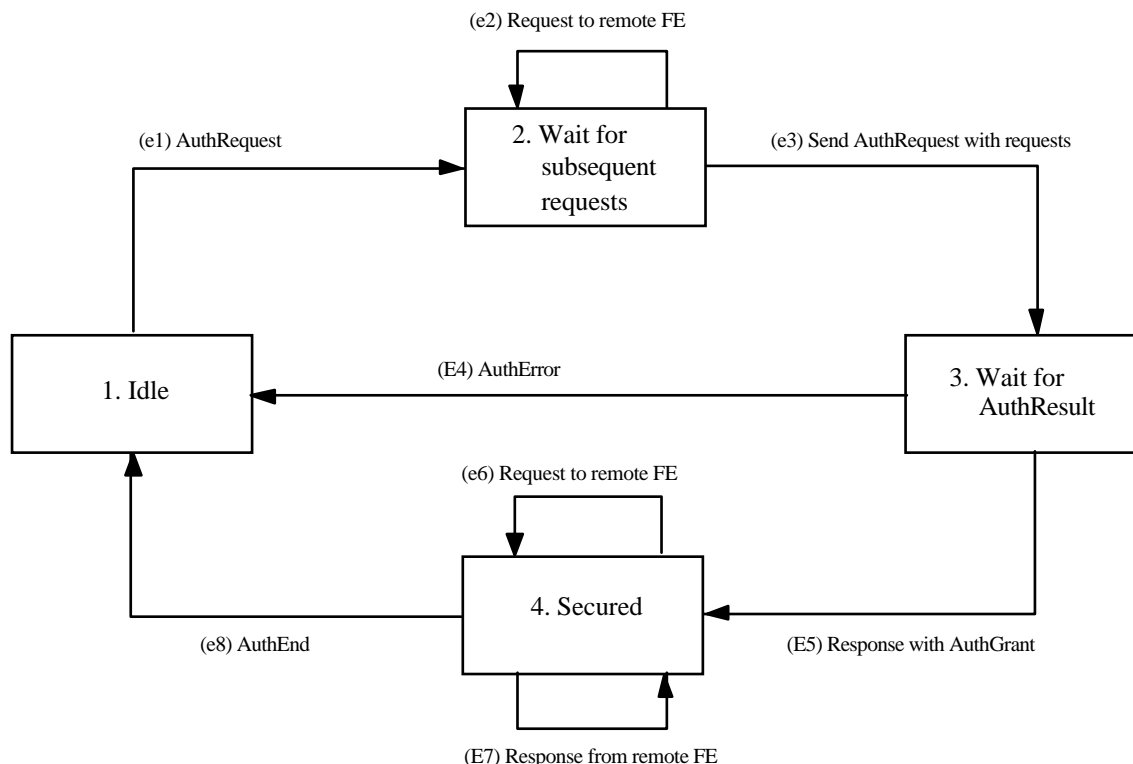 (e2) Request to remote FE
(e1) AuthRequest
2. Wait for
subsequent
requests
(e3) Send AuthRequest with requests
1. Idle
(E4) AuthError
3. Wait for
AuthResult
(e6) Request to remote FE
4. Secured
(e8) AuthEnd
(E5) Response with AuthGrant
(E7) Response from remote FE